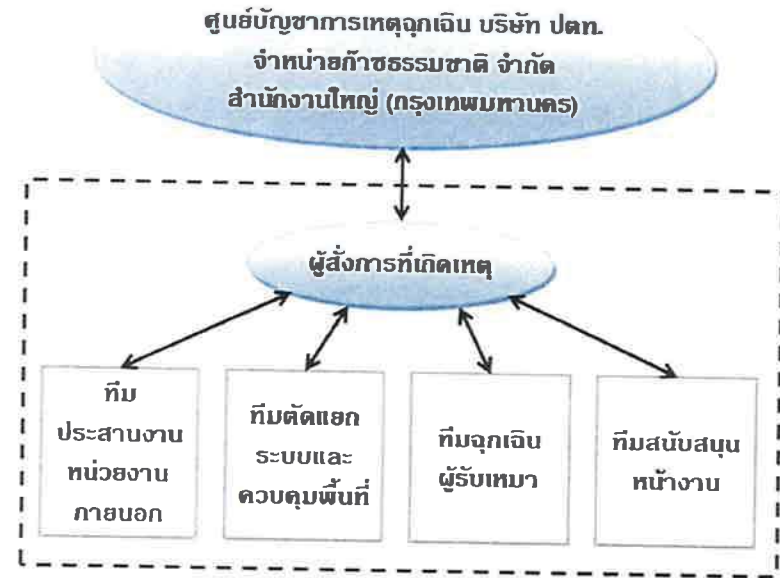 ศูนย์บัญชาการเหตุฉุกเฉิน บริษัท ปตท.
จำหน่ายก๊าซธรรมชาติ จำกัด
สำนักงานใหญ่ (กรุงเทพมหานคร)
ผู้สั่งการที่เกิดเหตุ
ทีม
ประสานงาน
หน่วยงาน
ภายนอก
ทีมตัดแยก
ระบบและ
ควบคุมพื้นที่
ทีมฉุกเฉิน
ผู้รับเหมา
ทีมสนับสนุน
หน้างาน